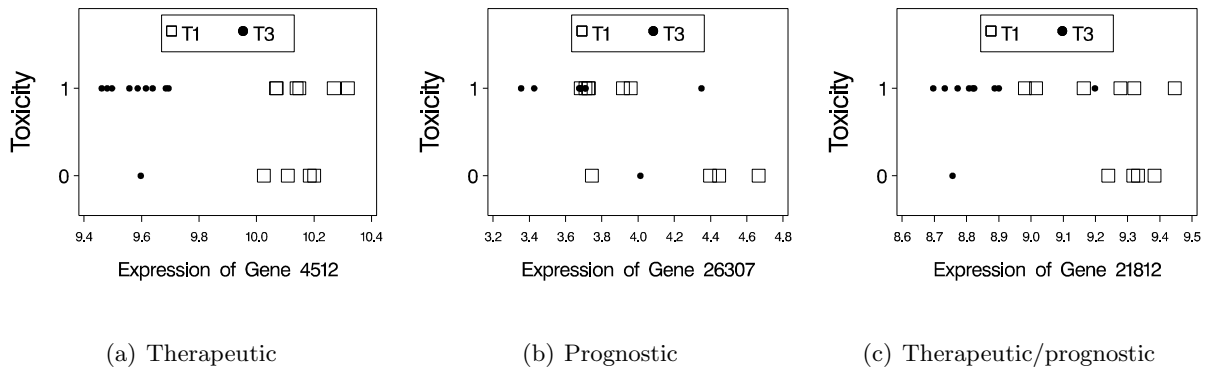 T1 T3
Toxicity
1
0
9.4 9.6 9.8 10.0 10.2 10.4
Expression of Gene 4512
(a) Therapeutic
T1 T3
Toxicity
1
0
3.2 3.4 3.6 3.8 4.0 4.2 4.4 4.6 4.8
Expression of Gene 26307
(b) Prognostic
T1 T3
Toxicity
1
0
8.6 8.7 8.8 8.9 9.0 9.1 9.2 9.3 9.4 9.5
Expression of Gene 21812
(c) Therapeutic/prognostic